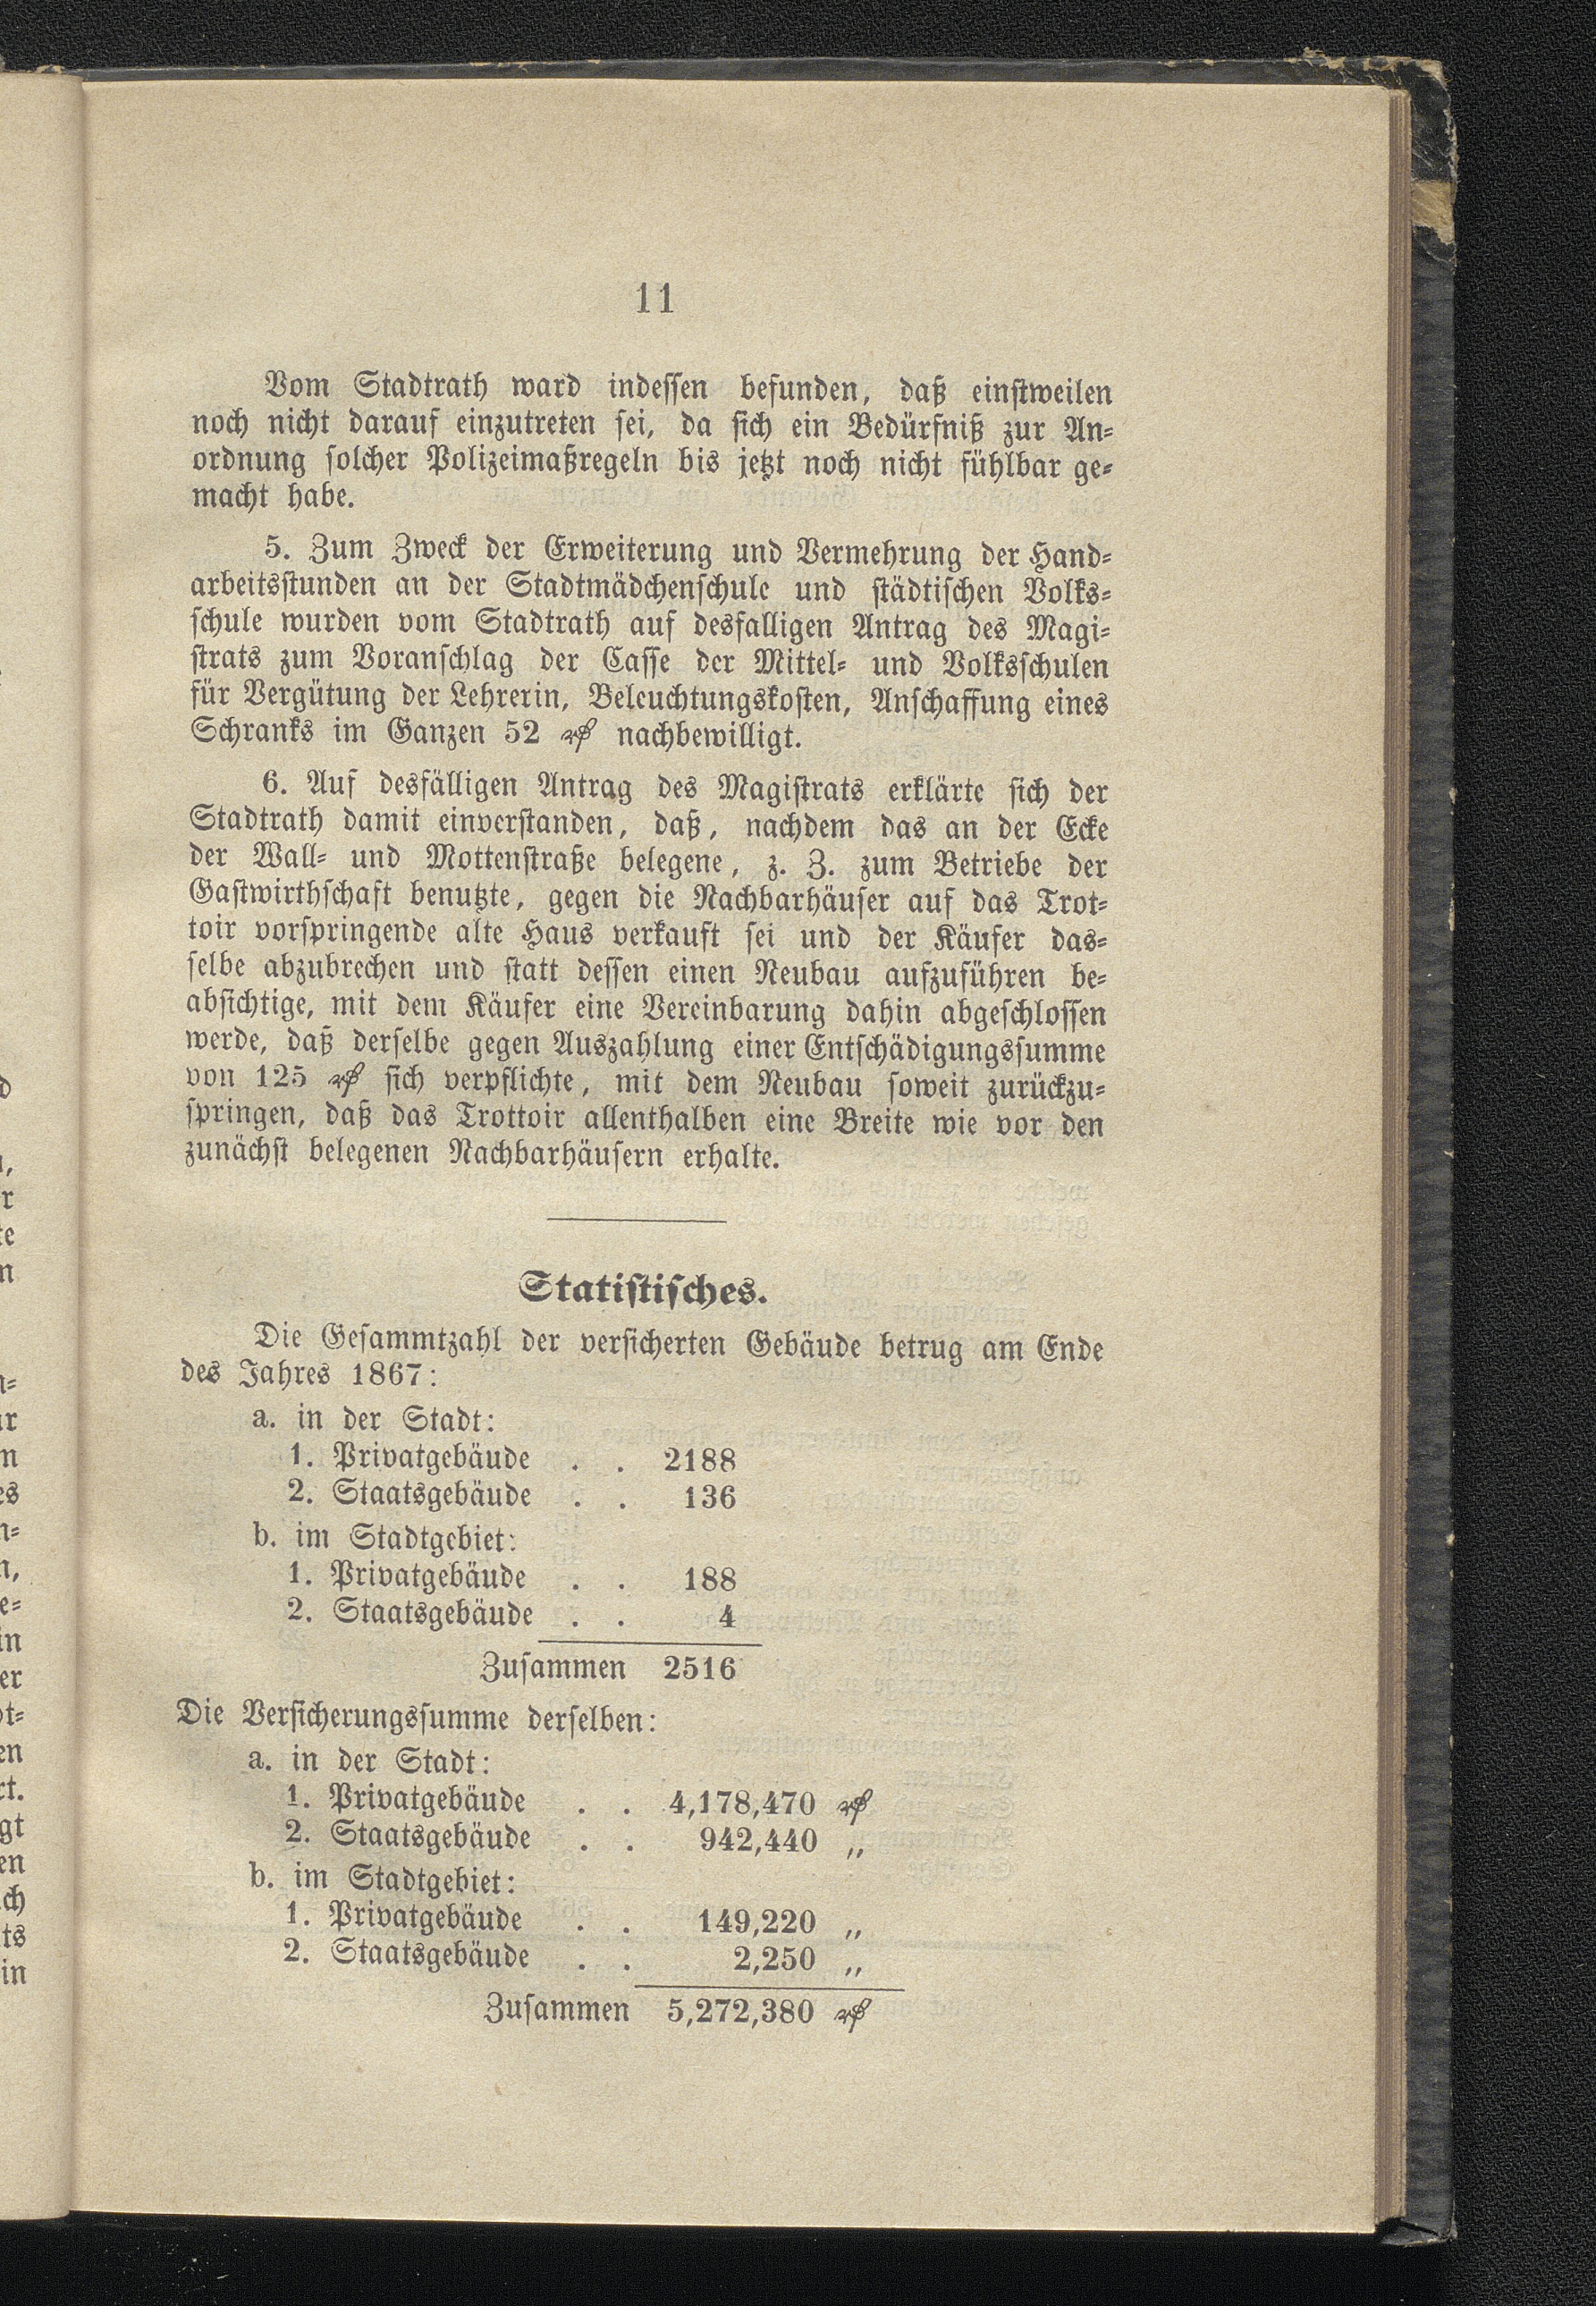 11
Vom Stadtrath ward indessen befunden, daß einstweilen
noch nicht darauf einzutreten sei, da sich ein Bedürfniß zur An-
ordnung solcher Polizeimaßregeln bis jetzt noch nicht fühlbar ge-
macht habe.
5. Zum Zweck der Erweiterung und Vermehrung der Hand-
arbeitsstunden an der Stadtmädchenschule und städtischen Volks-
schule wurden vom Stadtrath auf desfalligen Antrag des Magi-
strats zum Voranschlag der Casse der Mittel- und Volksschulen
für Vergütung der Lehrerin, Beleuchtungskosten, Anschaffung eines
Schranks im Ganzen 52 ₰ nachbewilligt.
6. Auf desfälligen Antrag des Magistrats erklärte sich der
Stadtrath damit einverstanden, daß, nachdem das an der Ecke
der Wall- und Mottenstraße belegene, z. Z. zum Betriebe der
Gastwirthschaft benutzte, gegen die Nachbarhäuser auf das Trot-
toir vorspringende alte Haus verkauft sei und der Käufer das-
selbe abzubrechen und statt dessen einen Neubau aufzuführen be-
absichtige, mit dem Käufer eine Vereinbarung dahin abgeschlossen
werde, daß derselbe gegen Auszahlung einer Entschädigungssumme
von 125 ₰ sich verpflichte, mit dem Neubau soweit zurückzu-
springen, daß das Trottoir allenthalben eine Breite wie vor den
zunächst belegenen Nachbarhäusern erhalte.
Statistisches.
Die Gesammtzahl der versicherten Gebäude betrug am Ende
des Jahres 1867:
a. in der Stadt:
1. Privatgebäude . . 2188
2. Staatsgebäude . . 136
b. im Stadtgebiet:
1. Privatgebäude . . 188
2. Staatsgebäude . . 4
Zusammen 2516
Die Versicherungssumme derselben:
a. in der Stadt:
1. Privatgebäude . . 4,178,470 ₰
2. Staatsgebäude . . 942,440 „
b. im Stadtgebiet:
1. Privatgebäude . . 149,220 „
2. Staatsgebäude . . 2,250 „
Zusammen 5,272,380 ₰